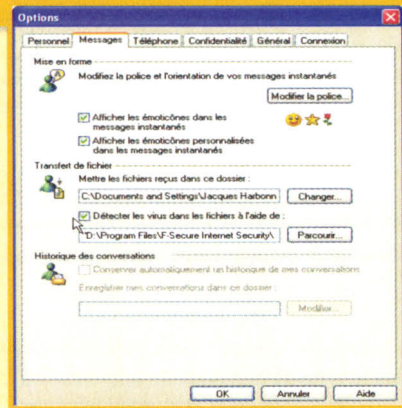 Options
Personnel Messages Téléphone Confidentialité Général Connexion
Mise en forme
Modifiez la police et l'orientation de vos messages instantanés
Modifier la police...
Afficher les émoticônes dans les
messages instantanés
Afficher les émoticônes personnalisées
dans les messages instantanés
Transfert de fichier
Mettre les fichiers reçus dans ce dossier :
C:\Documents and Settings\Jacques Harbonn Changer...
Détecter les virus dans les fichiers à l'aide de :
"D:\Program Files\F-Secure Internet Security\ Parcourir...
Historique des conversations
Conserver automatiquement un historique de mes conversations
Enregistrer mes conversations dans ce dossier :
Modifier...
OK Annuler Aide